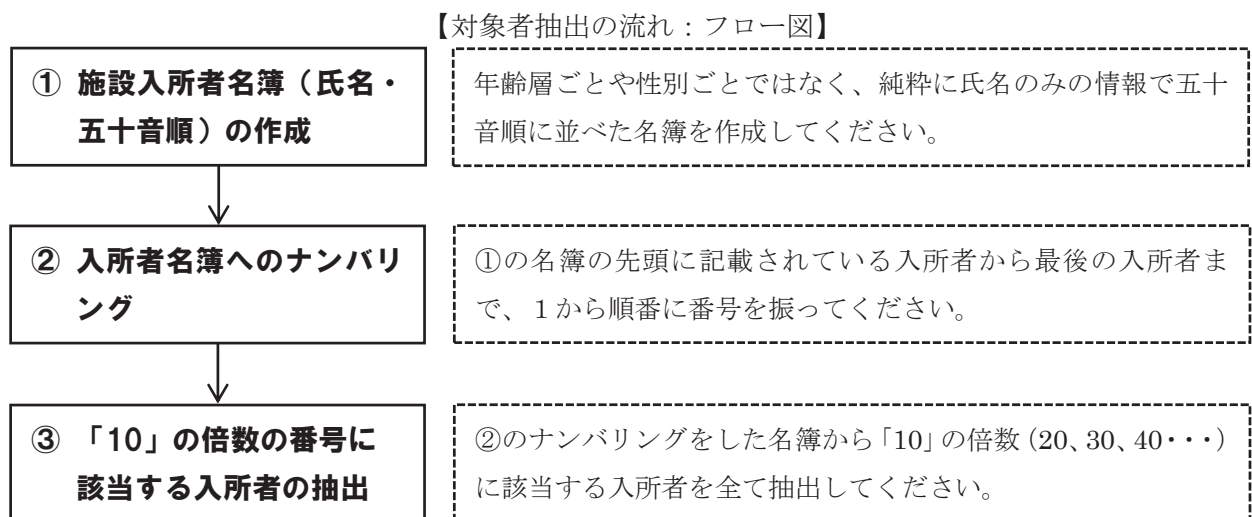 【対象者抽出の流れ：フロー図】
① 施設入所者名簿（氏名・
五十音順）の作成
年齢層ごとや性別ごとではなく、純粋に氏名のみの情報で五十
音順に並べた名簿を作成してください。
② 入所者名簿へのナンバリ
ング
①の名簿の先頭に記載されている入所者から最後の入所者ま
で、１から順番に番号を振ってください。
③ 「10」の倍数の番号に
該当する入所者の抽出
②のナンバリングをした名簿から「10」の倍数（20、30、40・・・）
に該当する入所者を全て抽出してください。